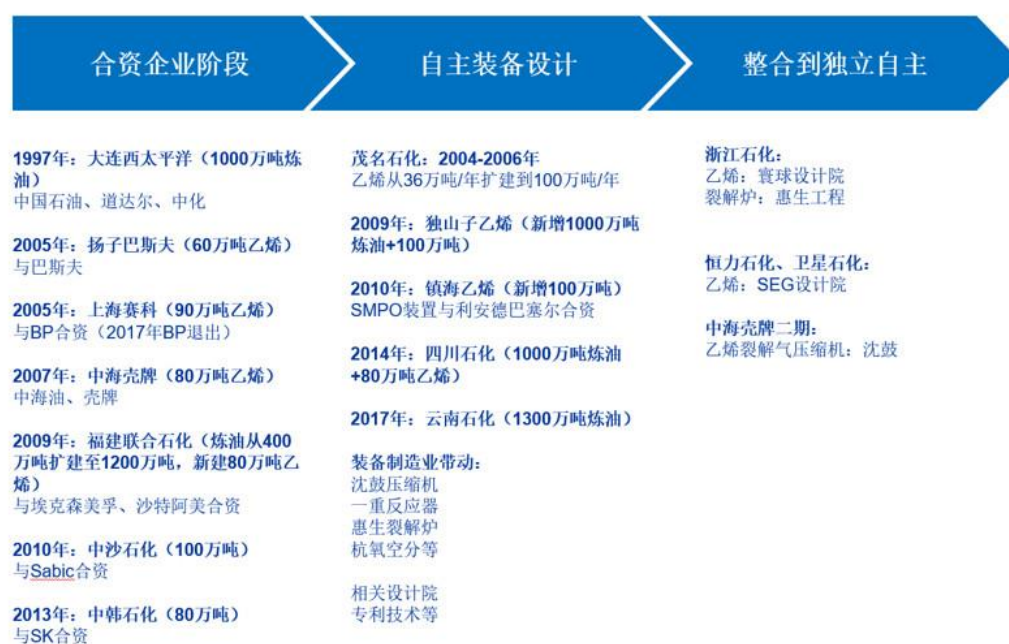 合资企业阶段
自主装备设计
整合到独立自主
1997年：大连西太平洋（1000万吨炼
油）
中国石油、道达尔、中化
2005年：扬子巴斯夫（60万吨乙烯）
与巴斯夫
2005年：上海赛科（90万吨乙烯）
与BP合资（2017年BP退出）
2007年：中海壳牌（80万吨乙烯）
中海油、壳牌
2009年：福建联合石化（炼油从400
万吨扩建至1200万吨，新建80万吨乙
烯）
与埃克森美孚、沙特阿美合资
2010年：中沙石化（100万吨）
与Sabic合资
2013年：中韩石化（80万吨）
与SK合资
茂名石化：2004-2006年
乙烯从36万吨/年扩建到100万吨/年
2009年：独山子乙烯（新增1000万吨
炼油+100万吨）
2010年：镇海乙烯（新增100万吨）
SMPO装置与利安德巴塞尔合资
2014年：四川石化（1000万吨炼油
+80万吨乙烯）
2017年：云南石化（1300万吨炼油）
装备制造业带动：
沈鼓压缩机
一重反应器
惠生裂解炉
杭氧空分等
相关设计院
专利技术等
浙江石化：
乙烯：寰球设计院
裂解炉：惠生工程
恒力石化、卫星石化：
乙烯：SEG设计院
中海壳牌二期：
乙烯裂解气压缩机：沈鼓